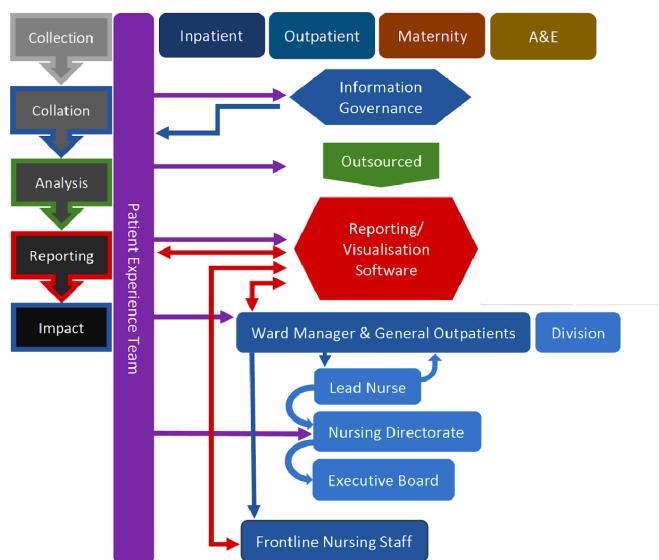 Collection
Inpatient
Outpatient
Maternity
A&E
Collation
Information
Governance
Analysis
Outsourced
Patient Experience Team
Reporting
Reporting/
Visualisation
Software
Impact
Ward Manager & General Outpatients
Division
Lead Nurse
Nursing Directorate
Executive Board
Frontline Nursing Staff